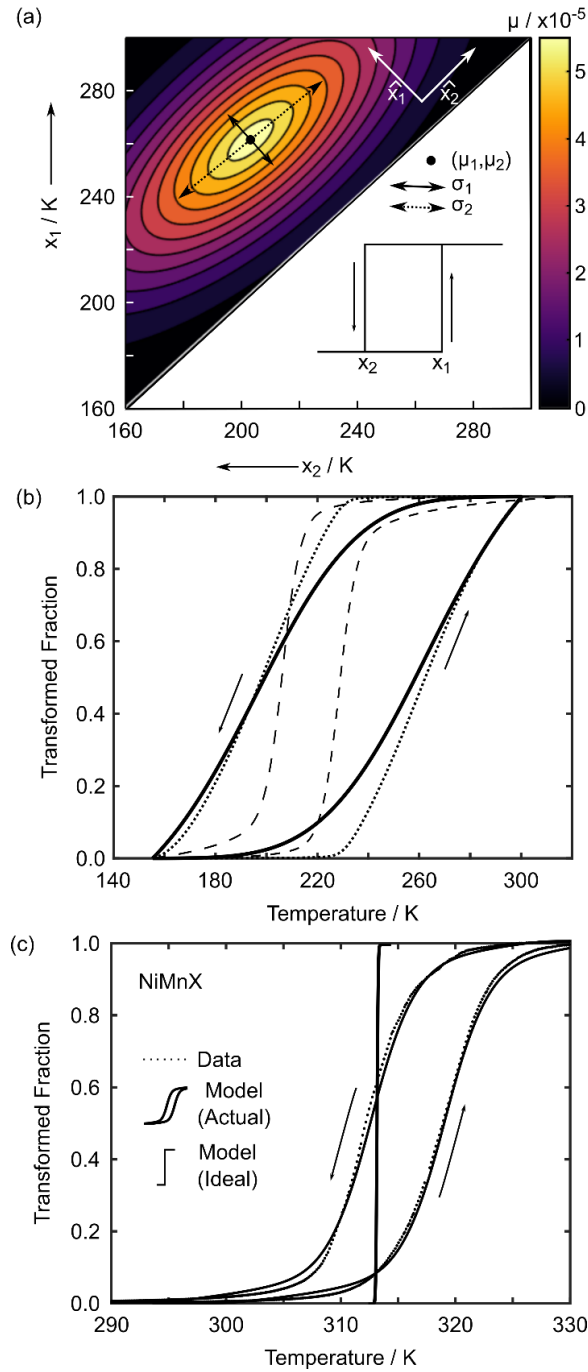 (a)
μ / x10-5
280
260
240
220
200
180
160
x1 / K
160
200
240
280
x2 / K
x̂1
x̂2
(μ1,μ2)
σ1
σ2
x2
x1
5
4
3
2
1
0
(b)
1.0
0.8
0.6
0.4
0.2
0.0
Transformed Fraction
140
180
220
260
300
Temperature / K
(c)
1.0
0.8
0.6
0.4
0.2
0.0
Transformed Fraction
NiMnX
Data
Model
(Actual)
Model
(Ideal)
290
300
310
320
330
Temperature / K